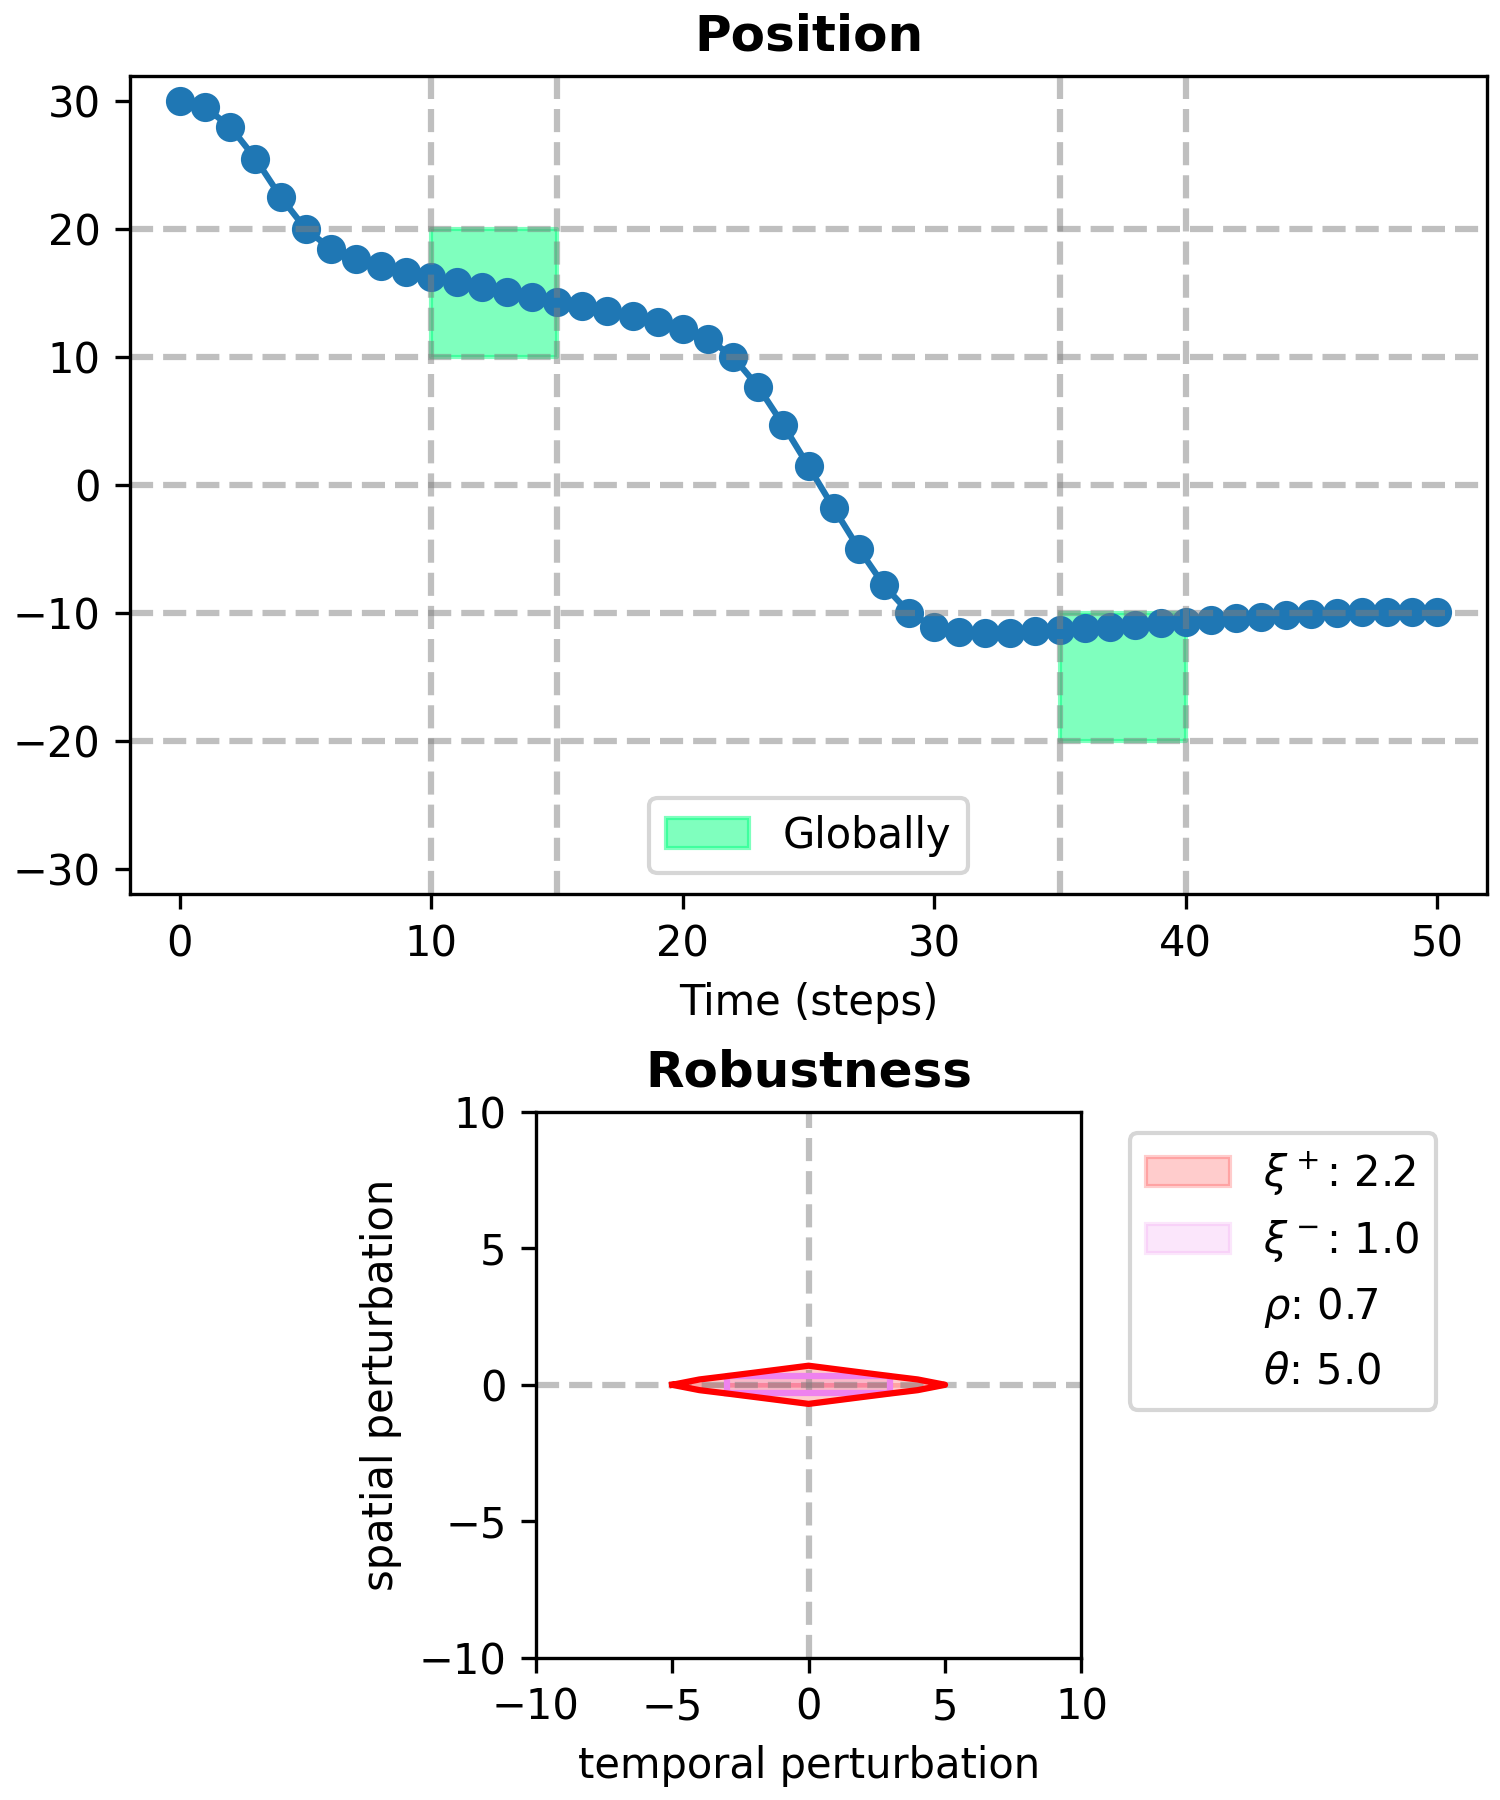 Position
30
20
10
0
−10
−20
−30
Globally
0 10 20 30 40 50
Time (steps)
Robustness
10
5
0
−5
−10
spatial perturbation
−10 −5 0 5 10
temporal perturbation
ξ⁺: 2.2
ξ⁻: 1.0
ρ: 0.7
θ: 5.0